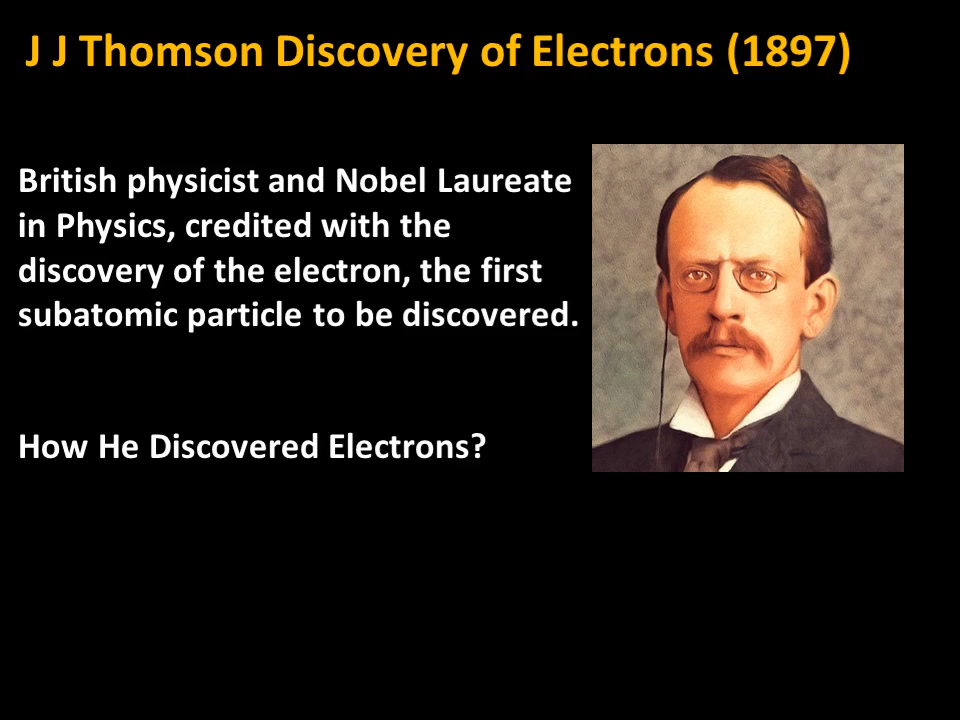 J J Thomson Discovery of Electrons (1897)
British physicist and Nobel Laureate
in Physics, credited with the
discovery of the electron, the first
subatomic particle to be discovered.
How He Discovered Electrons?